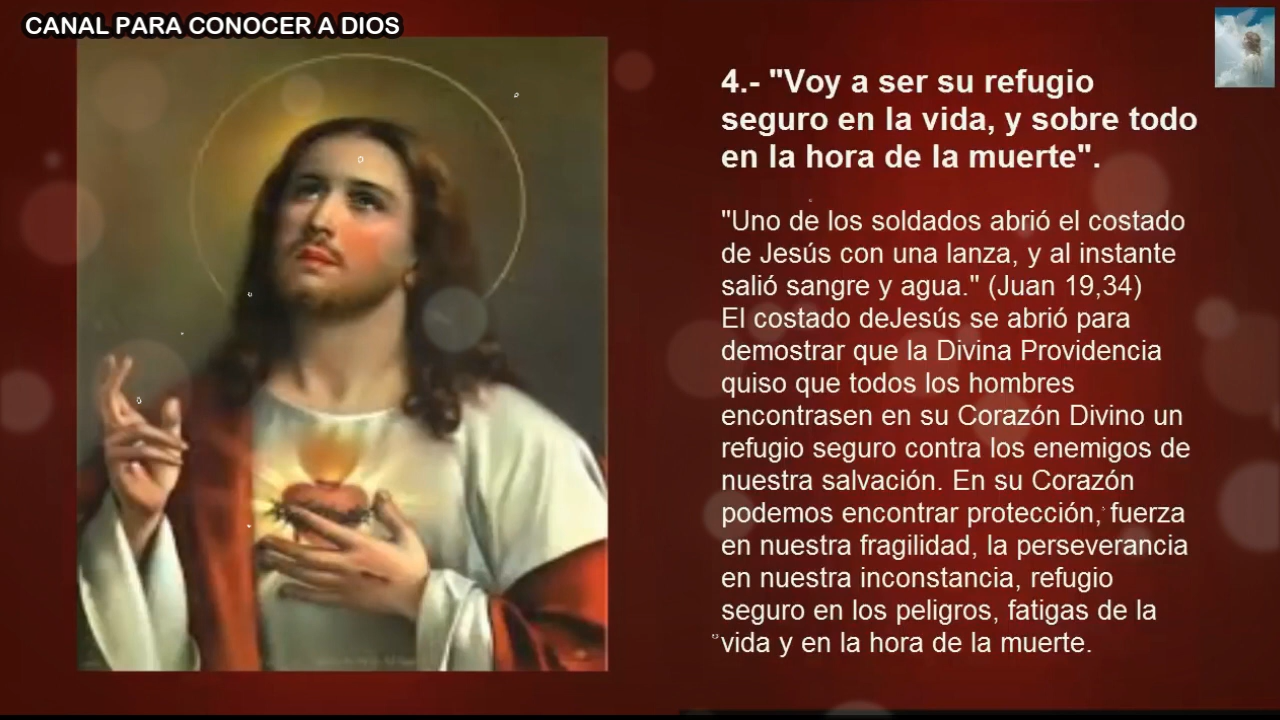 CANAL PARA CONOCER A DIOS
4.- "Voy a ser su refugio
seguro en la vida, y sobre todo
en la hora de la muerte".
"Uno de los soldados abrió el costado
de Jesús con una lanza, y al instante
salió sangre y agua." (Juan 19,34)
El costado deJesús se abrió para
demostrar que la Divina Providencia
quiso que todos los hombres
encontrasen en su Corazón Divino un
refugio seguro contra los enemigos de
nuestra salvación. En su Corazón
podemos encontrar protección, fuerza
en nuestra fragilidad, la perseverancia
en nuestra inconstancia, refugio
seguro en los peligros, fatigas de la
vida y en la hora de la muerte.